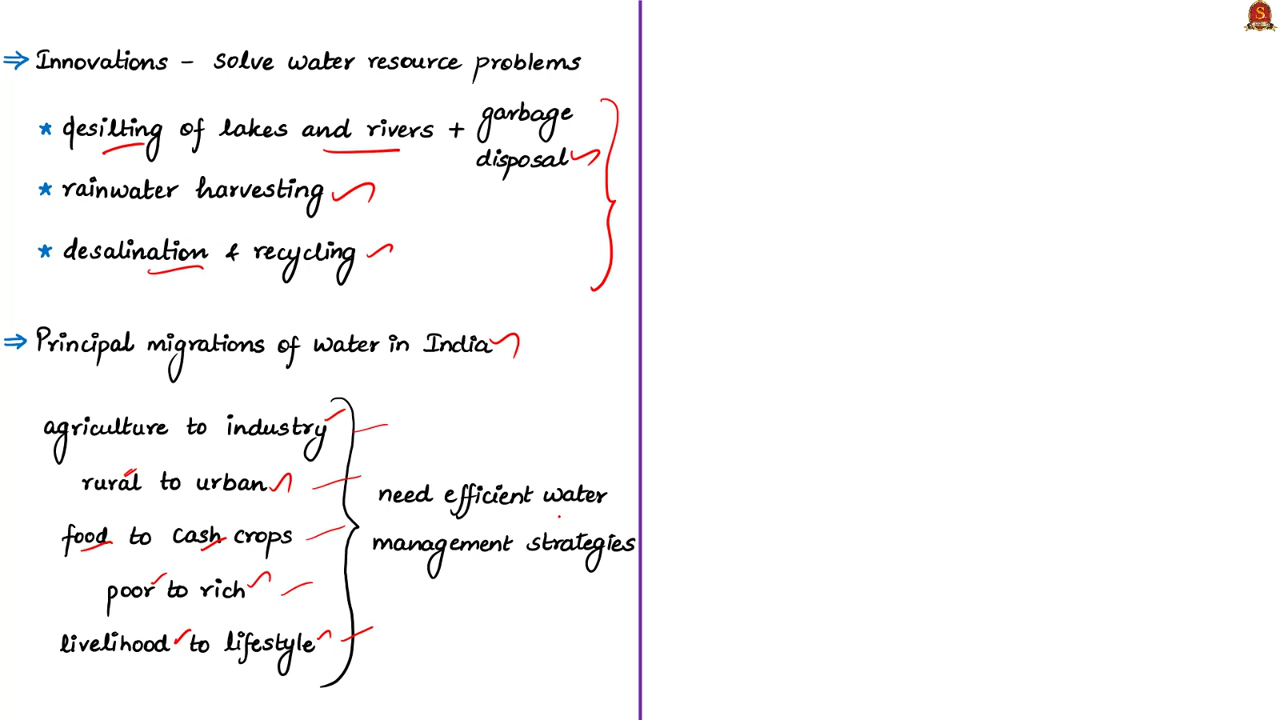 ⇒ Innovations - solve water resource problems
* desilting of lakes and rivers + garbage
disposal
* rainwater harvesting
* desalination & recycling
⇒ Principal migrations of water in India
agriculture to industry
rural to urban
food to cash crops
poor to rich
livelihood to lifestyle
need efficient water
management strategies